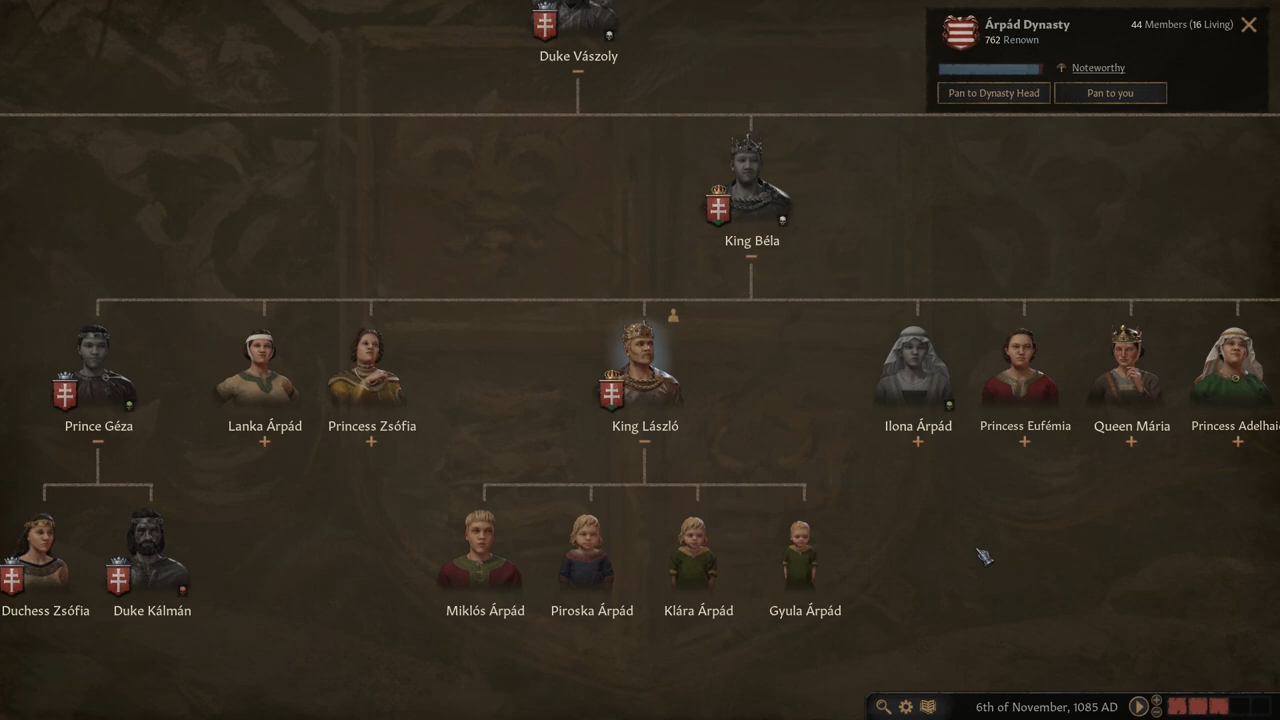 Duke Vászoly
Árpád Dynasty
44 Members (16 Living)
762 Renown
Noteworthy
Pan to Dynasty Head
Pan to you
King Béla
Prince Géza
Lanka Árpád
Princess Zsófia
King László
Ilona Árpád
Princess Eufémia
Queen Mária
Princess Adelhaid
Duchess Zsófia
Duke Kálmán
Miklós Árpád
Piroska Árpád
Klára Árpád
Gyula Árpád
6th of November, 1085 AD